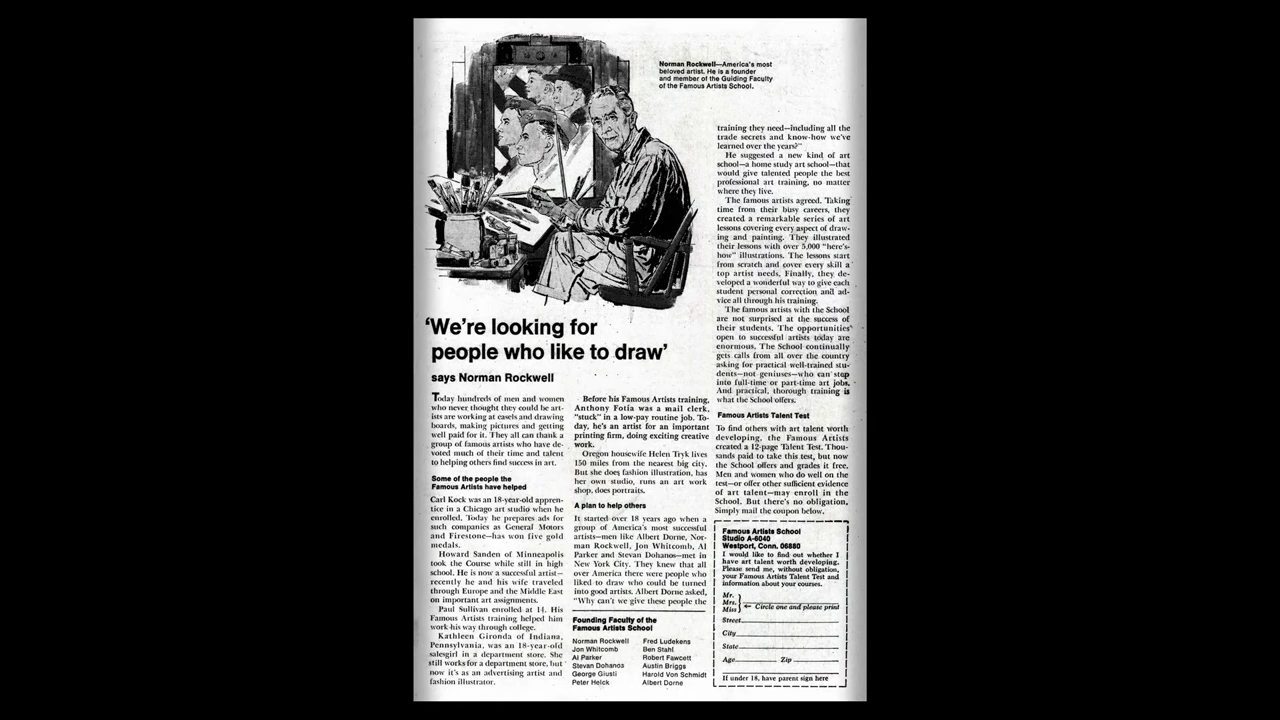 Norman Rockwell—America's most
beloved artist. He is a founder
and member of the Guiding Faculty
of the Famous Artists School.
'We're looking for
people who like to draw'
says Norman Rockwell
Today hundreds of men and women
who never thought they could be art-
ists are working at easels and drawing
boards, making pictures and getting
well paid for it. They all can thank a
group of famous artists who have de-
voted much of their time and talent
to helping others find success in art.
Some of the people the
Famous Artists have helped
Carl Kock was an 18-year-old appren-
tice in a Chicago art studio when he
enrolled. Today he prepares ads for
such companies as General Motors
and Firestone—has won five gold
medals.
Howard Sanden of Minneapolis
took the Course while still in high
school. He is now a successful artist—
recently he and his wife traveled
through Europe and the Middle East
on important art assignments.
Paul Sullivan enrolled at 14. His
Famous Artists training helped him
work his way through college.
Kathleen Gironda of Indiana,
Pennsylvania, was an 18-year-old
salesgirl in a department store. She
still works for a department store, but
now it's as an advertising artist and
fashion illustrator.
Before his Famous Artists training,
Anthony Fotia was a mail clerk,
"stuck" in a low-pay routine job. To-
day, he's an artist for an important
printing firm, doing exciting creative
work.
Oregon housewife Helen Tryk lives
150 miles from the nearest big city.
But she does fashion illustration, has
her own studio, runs an art work
shop, does portraits.
A plan to help others
It started over 18 years ago when a
group of America's most successful
artists—men like Albert Dorne, Nor-
man Rockwell, Jon Whitcomb, Al
Parker and Stevan Dohanos—met in
New York City. They knew that all
over America there were people who
liked to draw who could be turned
into good artists. Albert Dorne asked,
"Why can't we give these people the
Founding Faculty of the
Famous Artists School
Norman Rockwell
Jon Whitcomb
Al Parker
Stevan Dohanos
George Giusti
Peter Helck
Fred Ludekens
Ben Stahl
Robert Fawcett
Austin Briggs
Harold Von Schmidt
Albert Dorne
training they need—including all the
trade secrets and know-how we've
learned over the years?"
He suggested a new kind of art
school—a home study art school—that
would give talented people the best
professional art training, no matter
where they live.
The famous artists agreed. Taking
time from their busy careers, they
created a remarkable series of art
lessons covering every aspect of draw-
ing and painting. They illustrated
their lessons with over 5,000 "here's-
how" illustrations. The lessons start
from scratch and cover every skill a
top artist needs. Finally, they de-
veloped a wonderful way to give each
student personal correction and ad-
vice all through his training.
The famous artists with the School
are not surprised at the success of
their students. The opportunities
open to successful artists today are
enormous. The School continually
gets calls from all over the country
asking for practical well-trained stu-
dents—not geniuses—who can step
into full-time or part-time art jobs.
And practical, thorough training is
what the School offers.
Famous Artists Talent Test
To find others with art talent worth
developing, the Famous Artists
created a 12-page Talent Test. Thou-
sands paid to take this test, but now
the School offers and grades it free.
Men and women who do well on the
test—or offer other sufficient evidence
of art talent—may enroll in the
School. But there's no obligation.
Simply mail the coupon below.
Famous Artists School
Studio A-6040
Westport, Conn. 06880
I would like to find out whether I
have art talent worth developing.
Please send me, without obligation,
your Famous Artists Talent Test and
information about your courses.
Mr.
Mrs.
Miss
← Circle one and please print
Street
City
State
Age Zip
If under 18, have parent sign here